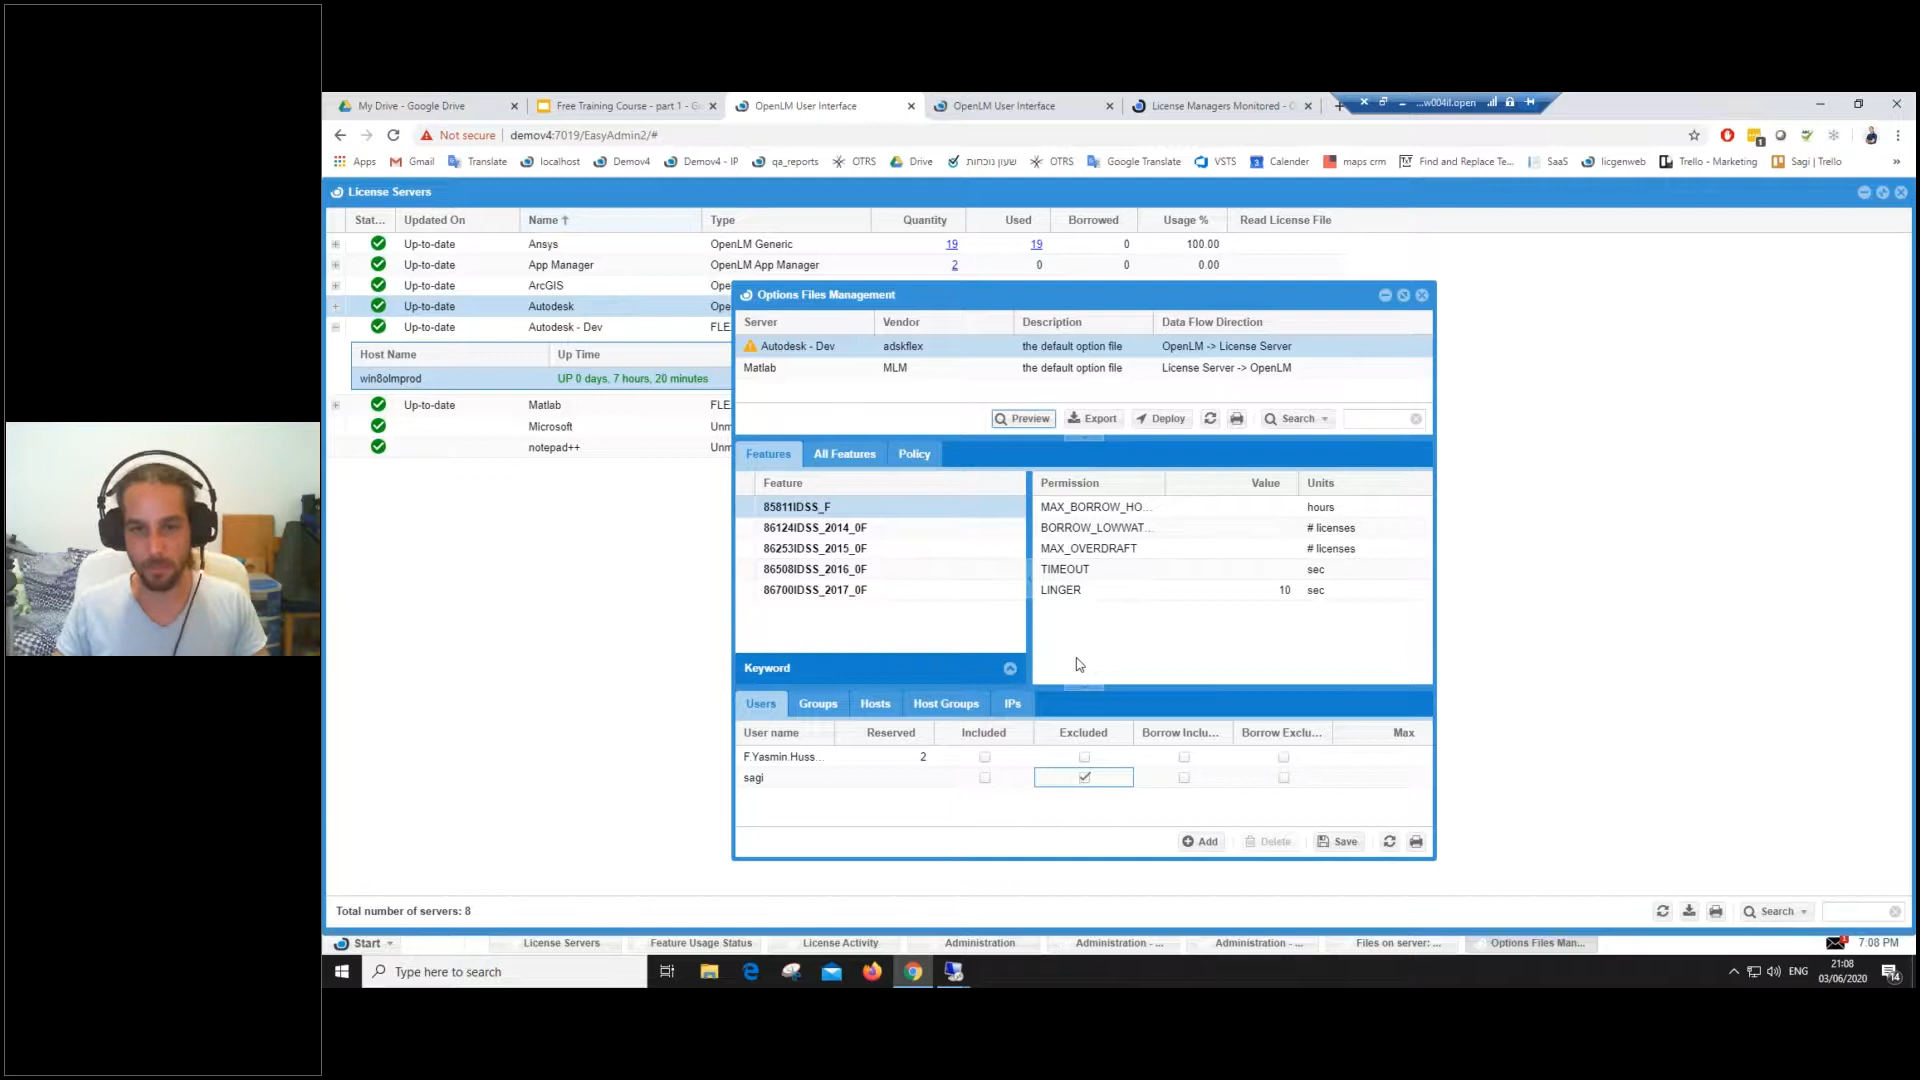 My Drive - Google Drive
Free Training Course - part 1 - G
OpenLM User Interface
OpenLM User Interface
License Managers Monitored - O
...w004il.open
Not secure
demov4:7019/EasyAdmin2/#
Apps
Gmail
Translate
localhost
Demov4
Demov4 - IP
qa_reports
OTRS
Drive
שעון נוכחות
OTRS
Google Translate
VSTS
Calender
maps crm
Find and Replace Te...
SaaS
licgenweb
Trello - Marketing
Sagi | Trello
»
License Servers
Stat... Updated On Name Type Quantity Used Borrowed Usage % Read License File
Up-to-date Ansys OpenLM Generic 19 19 0 100.00
Up-to-date App Manager OpenLM App Manager 2 0 0 0.00
Up-to-date ArcGIS Ope
Up-to-date Autodesk Ope
Up-to-date Autodesk - Dev FLE
Host Name Up Time
win8olmprod UP 0 days, 7 hours, 20 minutes
Up-to-date Matlab FLE
Microsoft Unm
notepad++ Unm
Options Files Management
Server Vendor Description Data Flow Direction
Autodesk - Dev adskflex the default option file OpenLM -> License Server
Matlab MLM the default option file License Server -> OpenLM
Preview Export Deploy Search
Features All Features Policy
Feature
85811IDSS_F
86124IDSS_2014_0F
86253IDSS_2015_0F
86508IDSS_2016_0F
86700IDSS_2017_0F
Permission Value Units
MAX_BORROW_HO... hours
BORROW_LOWWAT... # licenses
MAX_OVERDRAFT # licenses
TIMEOUT sec
LINGER 10 sec
Keyword
Users Groups Hosts Host Groups IPs
User name Reserved Included Excluded Borrow Inclu... Borrow Exclu... Max
F.Yasmin.Huss... 2
sagi
Add Delete Save
Total number of servers: 8
Search
Start
License Servers
Feature Usage Status
License Activity
Administration
Administration - ...
Administration - ...
Files on server: ...
Options Files Man...
7:08 PM
Type here to search
ENG
21:08
03/06/2020
14